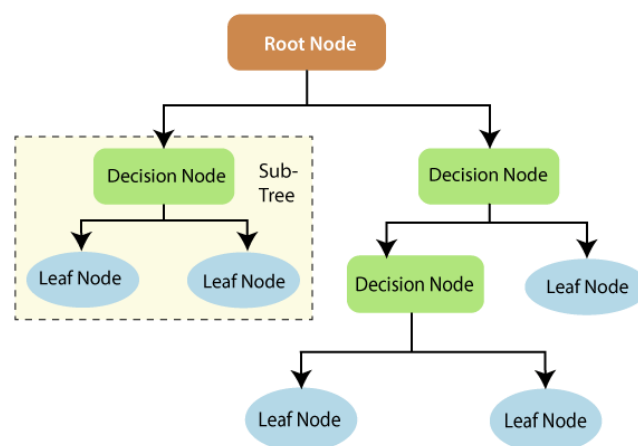 Root Node
Decision Node
Sub-
Tree
Decision Node
Leaf Node
Leaf Node
Decision Node
Leaf Node
Leaf Node
Leaf Node